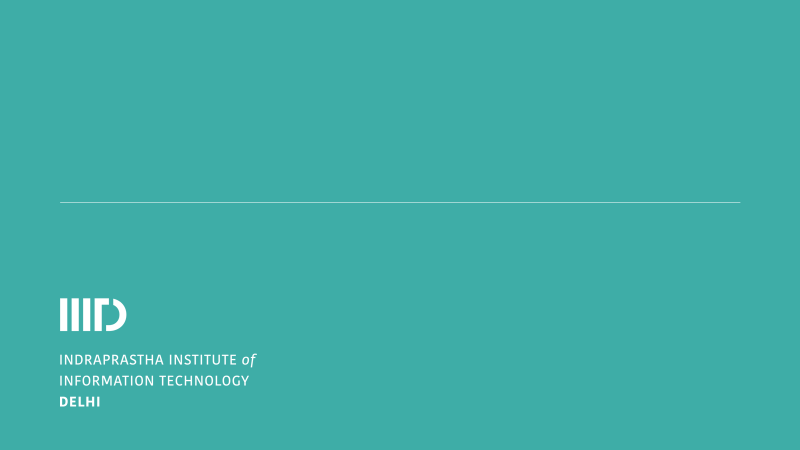 IIITD
INDRAPRASTHA INSTITUTE of
INFORMATION TECHNOLOGY
DELHI